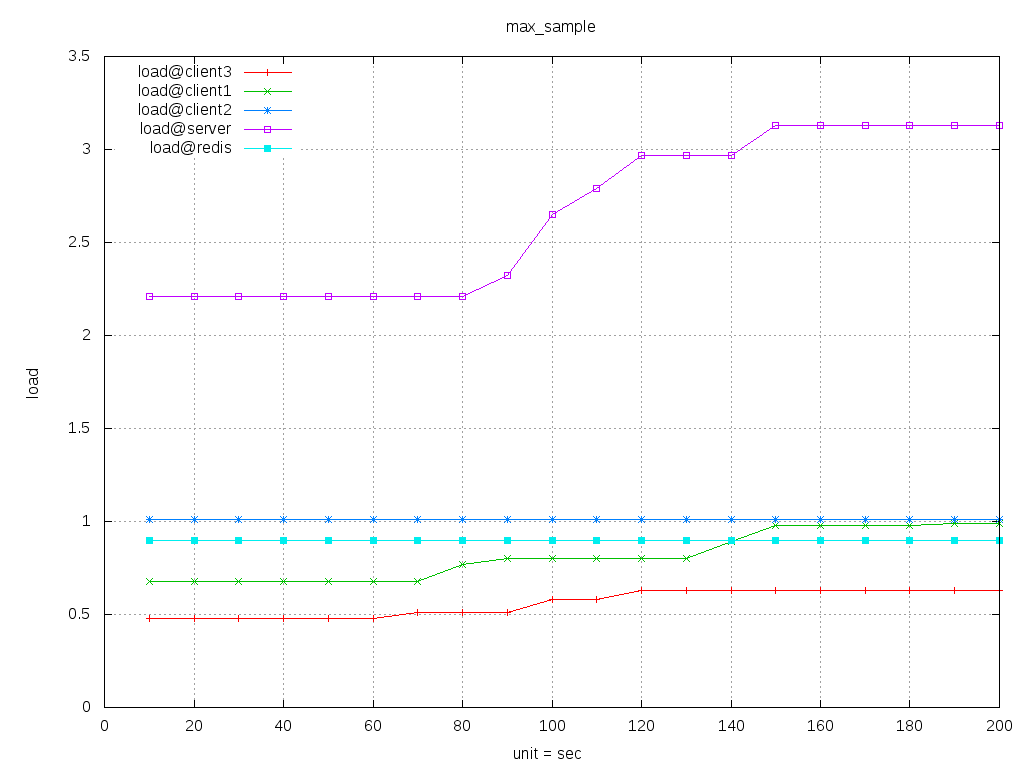 max_sample
load@client3
load@client1
load@client2
load@server
load@redis
3.5
3
2.5
2
1.5
1
0.5
0
load
0 20 40 60 80 100 120 140 160 180 200
unit = sec